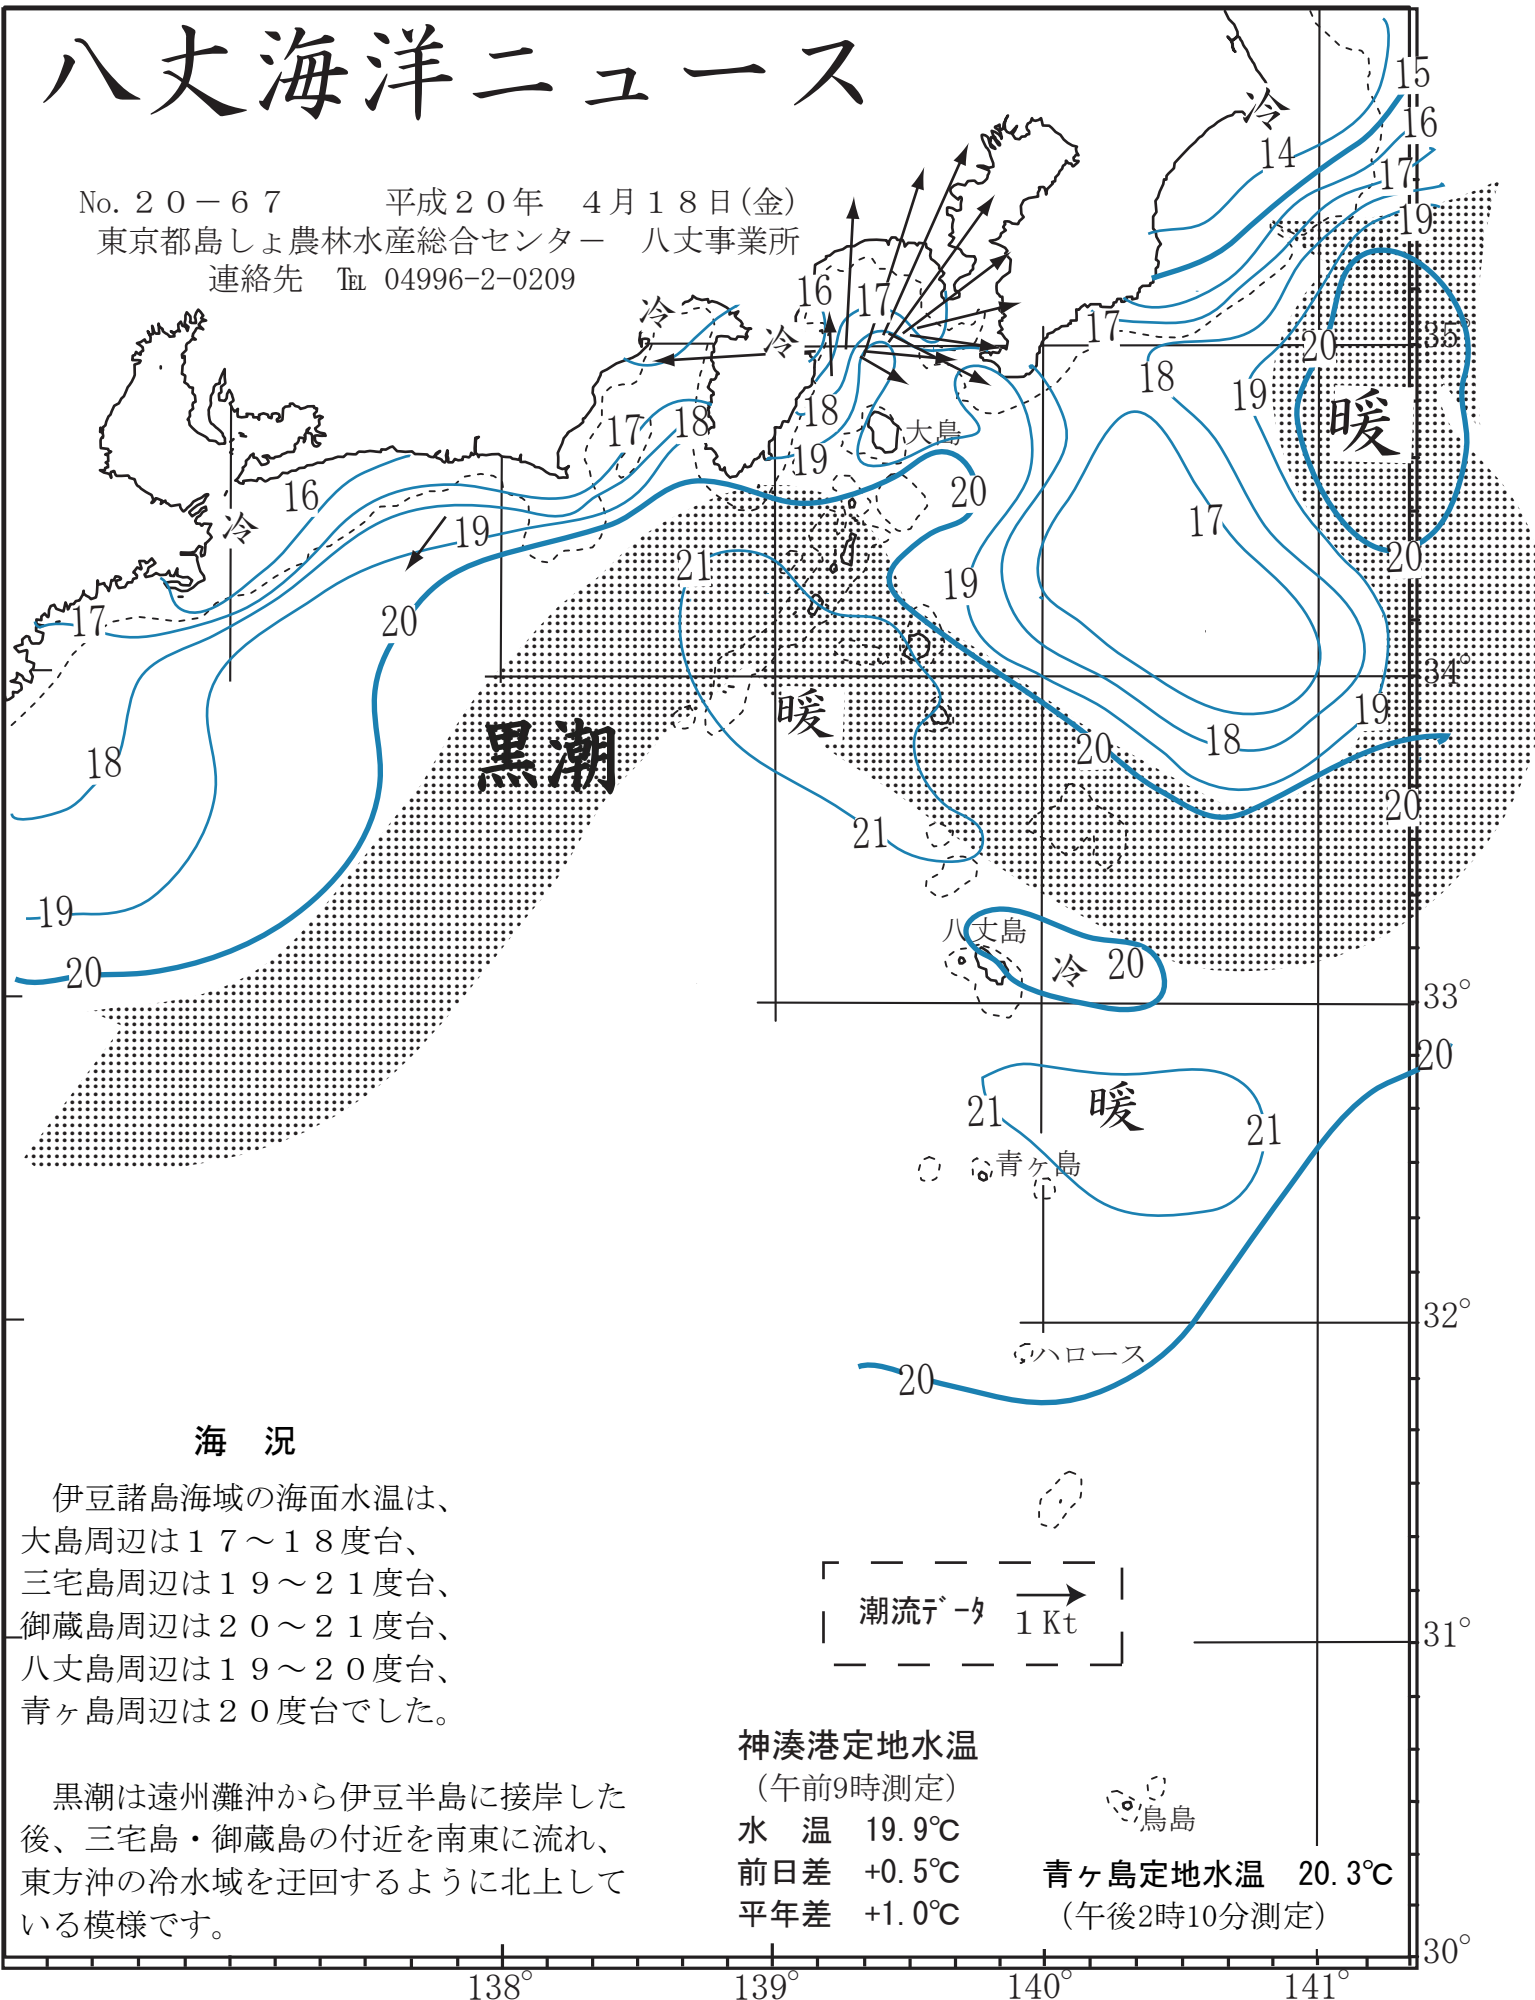 八丈海洋ニュース
No.２０－６７　平成２０年　４月１８日(金)
東京都島しょ農林水産総合センター　八丈事業所
連絡先　℡ 04996-2-0209
15
冷
16
14
17
19
冷
冷
16
17
17
20
35°
18
19
暖
17
18
18
大島
19
16
20
17
冷
19
20
21
19
17
20
34°
暖
黒潮
18
19
18
20
20
21
19
八丈島
冷
20
20
33°
20
暖
21
21
青ヶ島
32°
ハロース
20
海　況
伊豆諸島海域の海面水温は、
大島周辺は１７～１８度台、
三宅島周辺は１９～２１度台、
御蔵島周辺は２０～２１度台、
八丈島周辺は１９～２０度台、
青ヶ島周辺は２０度台でした。
黒潮は遠州灘沖から伊豆半島に接岸した
後、三宅島・御蔵島の付近を南東に流れ、
東方沖の冷水域を迂回するように北上して
いる模様です。
潮流ﾃﾞｰﾀ
1 Kt
31°
神湊港定地水温
（午前9時測定）
水　温　19.9℃
前日差　+0.5℃
平年差　+1.0℃
鳥島
青ヶ島定地水温　20.3℃
（午後2時10分測定）
30°
138°
139°
140°
141°